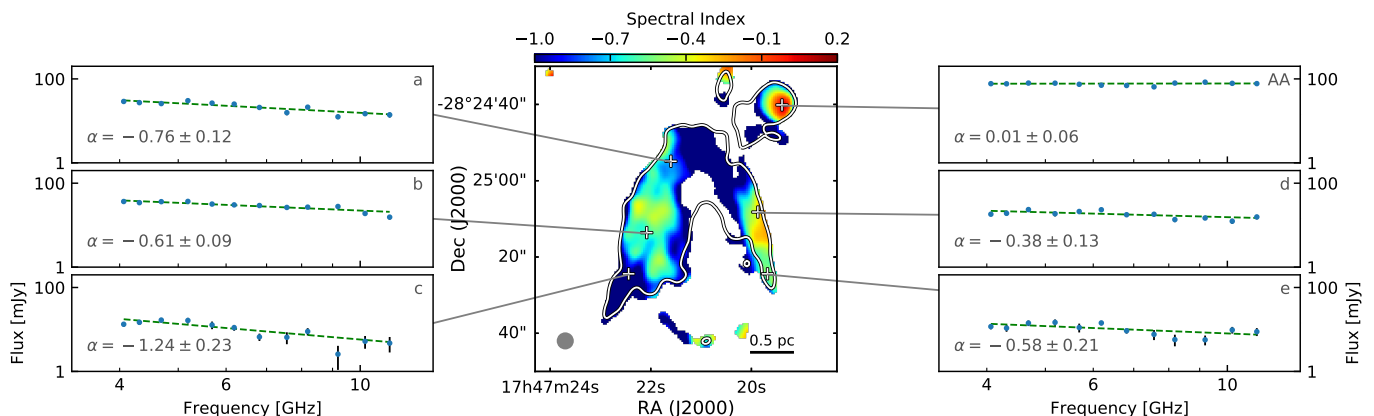 Spectral Index
−1.0 −0.7 −0.4 −0.1 0.2
100
a
α = −0.76 ± 0.12
1
100
b
α = −0.61 ± 0.09
1
100
c
α = −1.24 ± 0.23
1
Flux [mJy]
4 6 10
Frequency [GHz]
-28°24'40"
25'00"
20"
40"
Dec (J2000)
0.5 pc
17h47m24s 22s 20s
RA (J2000)
AA
100
α = 0.01 ± 0.06
1
d
100
α = −0.38 ± 0.13
1
e
100
α = −0.58 ± 0.21
1
Flux [mJy]
4 6 10
Frequency [GHz]